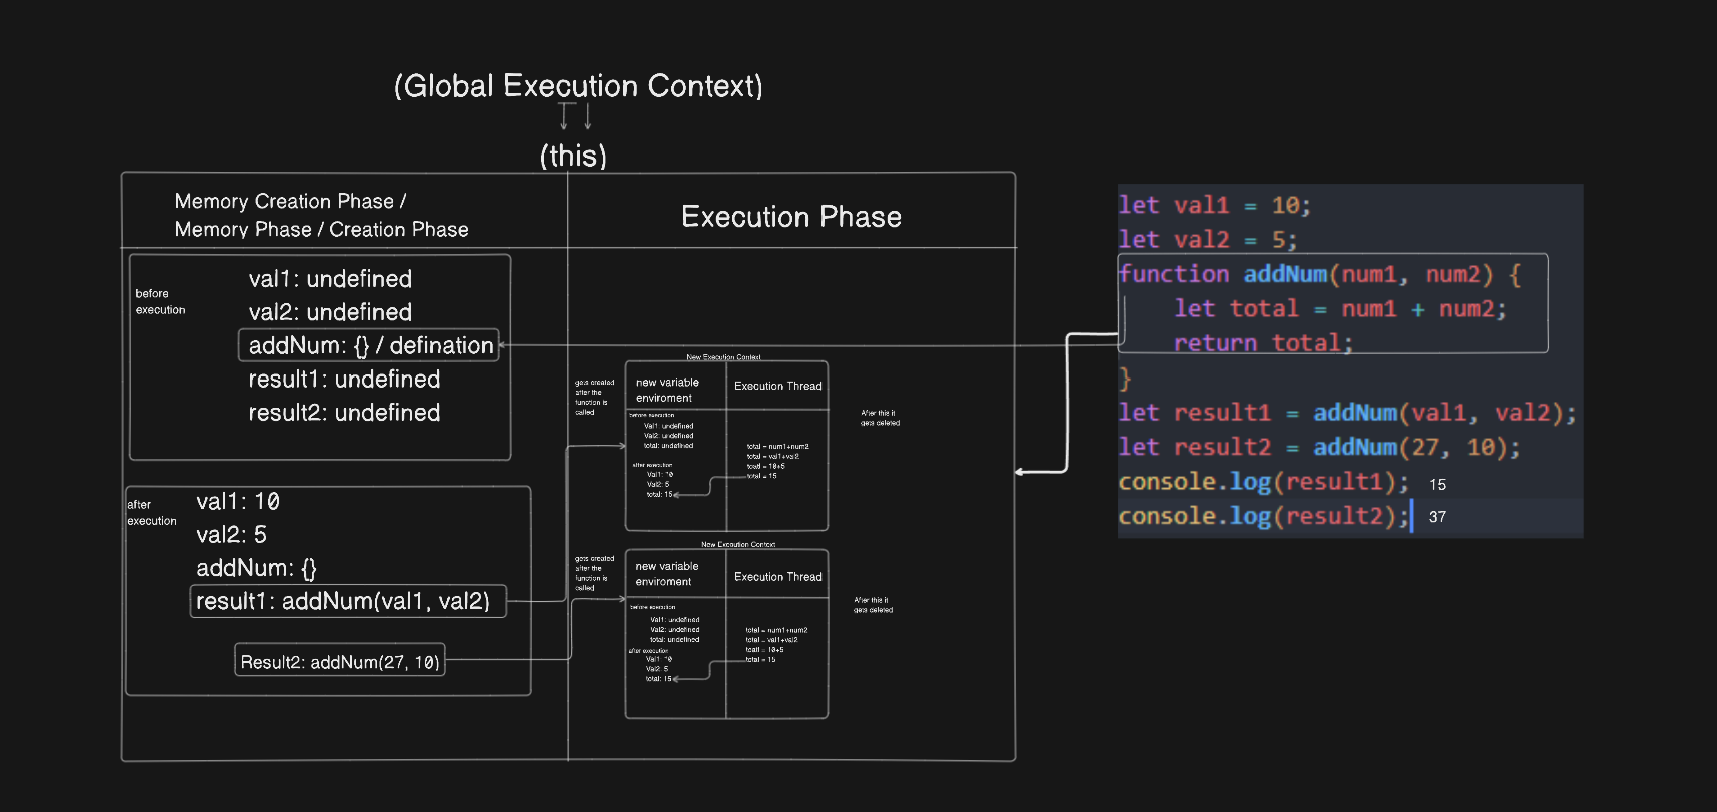 (Global Execution Context)
(this)
Memory Creation Phase /
Memory Phase / Creation Phase
Execution Phase
before
execution
val1: undefined
val2: undefined
addNum: {} / defination
result1: undefined
result2: undefined
after
execution
val1: 10
val2: 5
addNum: {}
result1: addNum(val1, val2)
Result2: addNum(27, 10)
gets created
after the
function is
called
New Execution Context
new variable
enviroment
Execution Thread
before execution
Val1: undefined
Val2: undefined
total: undefined
after execution
Val1: 10
Val2: 5
total: 15
total = num1+num2
total = val1+val2
toatl = 10+5
total = 15
After this it
gets deleted
gets created
after the
function is
called
New Execution Context
new variable
enviroment
Execution Thread
before execution
Val1: undefined
Val2: undefined
total: undefined
after execution
Val1: 10
Val2: 5
total: 15
total = num1+num2
total = val1+val2
toatl = 10+5
total = 15
After this it
gets deleted
let val1 = 10;
let val2 = 5;
function addNum(num1, num2) {
let total = num1 + num2;
return total;
}
let result1 = addNum(val1, val2);
let result2 = addNum(27, 10);
console.log(result1); 15
console.log(result2); 37